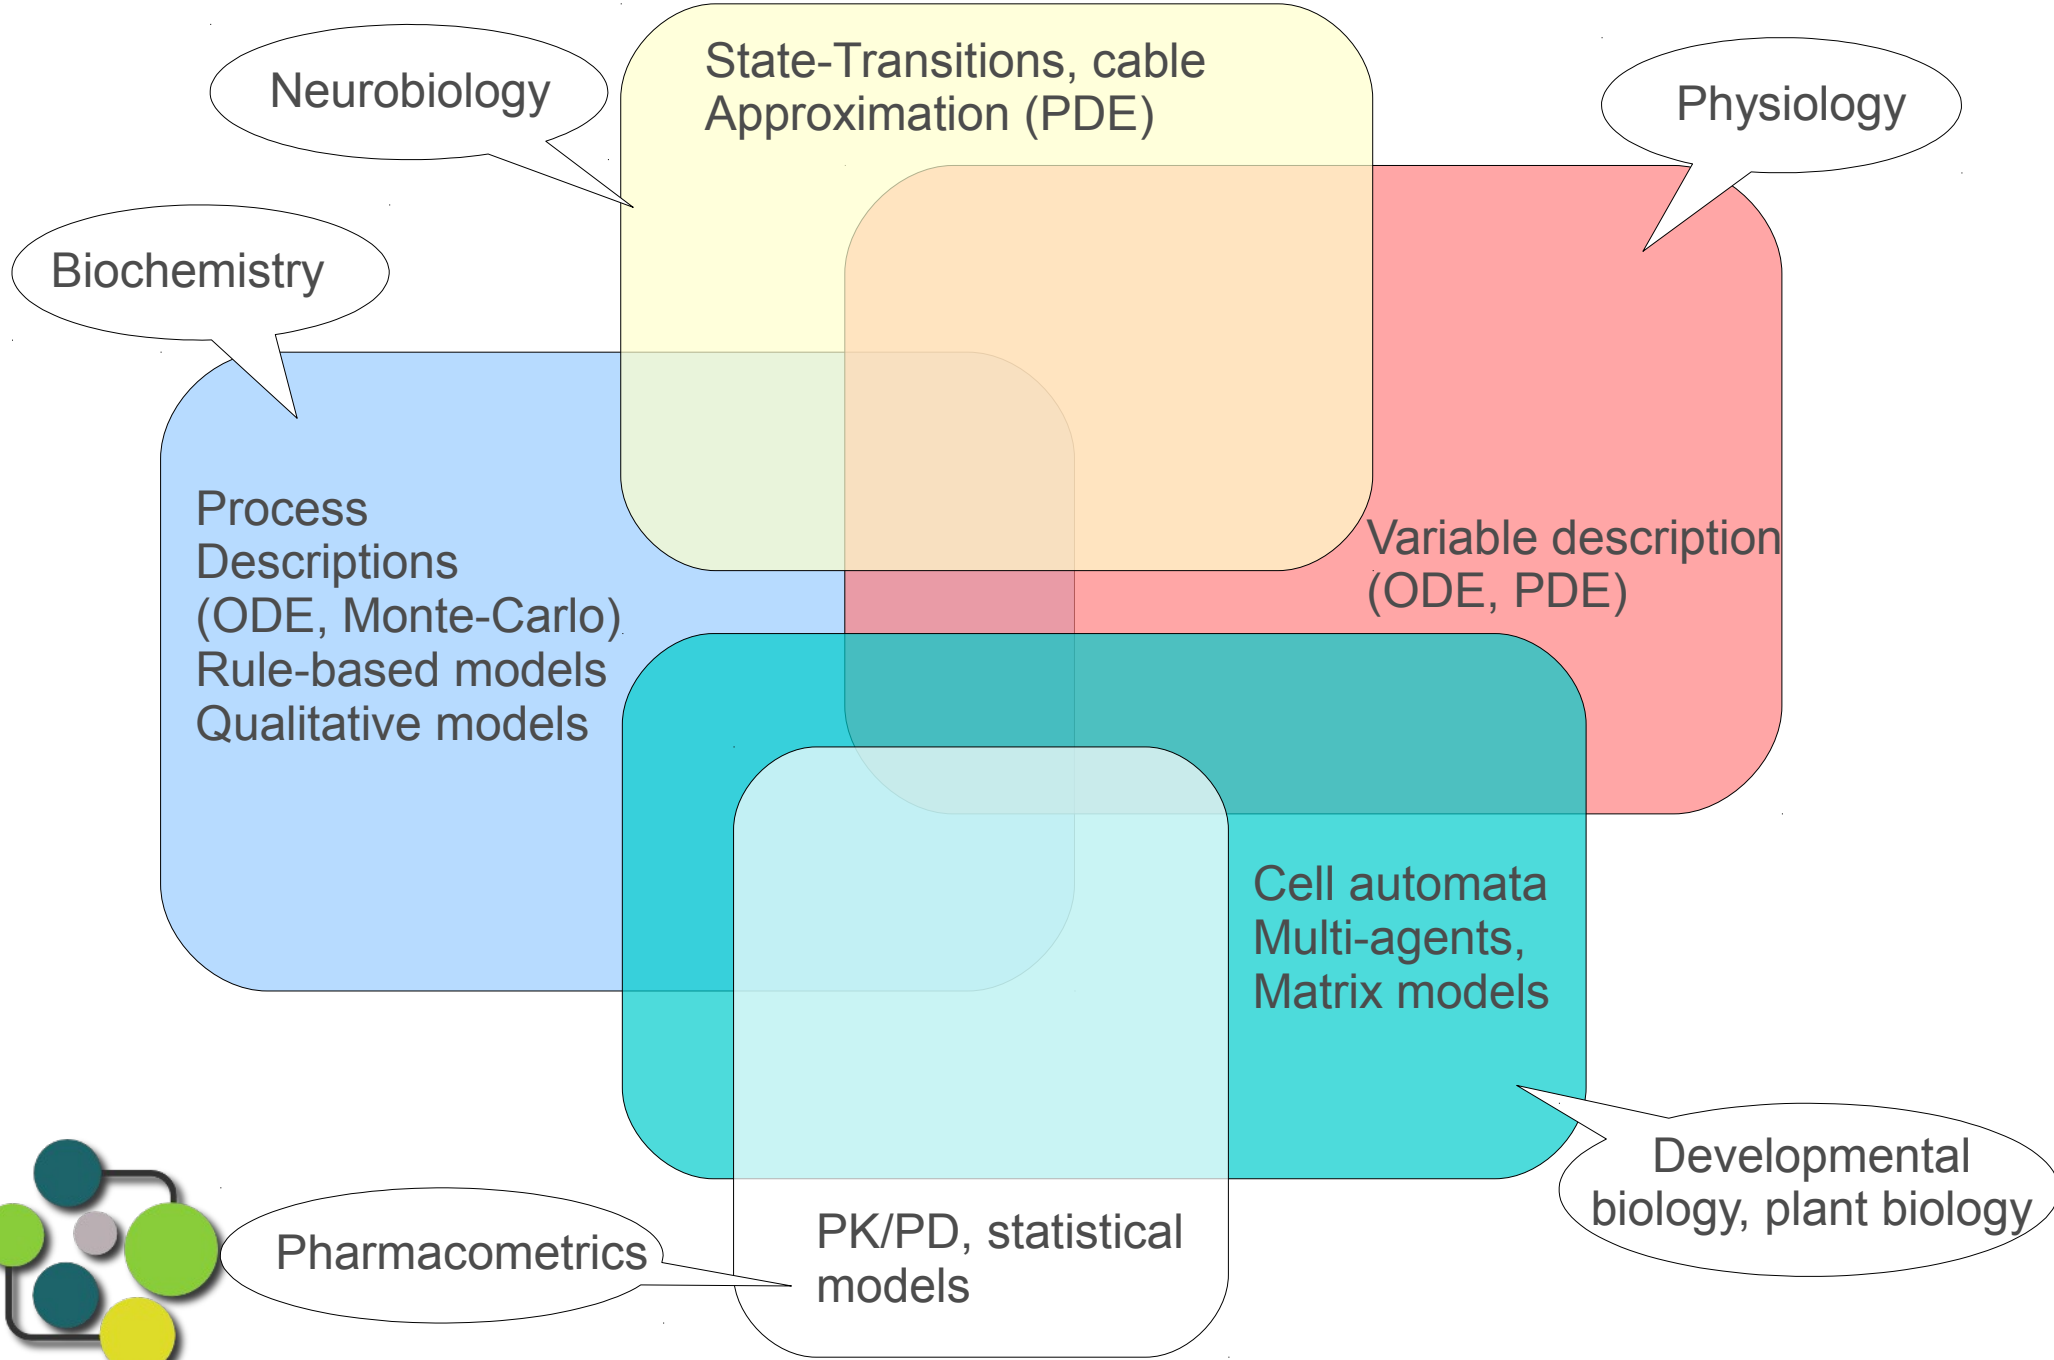 Neurobiology
State-Transitions, cable
Approximation (PDE)
Physiology
Biochemistry
Process
Descriptions
(ODE, Monte-Carlo)
Rule-based models
Qualitative models
Variable description
(ODE, PDE)
Cell automata
Multi-agents,
Matrix models
Developmental
biology, plant biology
Pharmacometrics
PK/PD, statistical
models